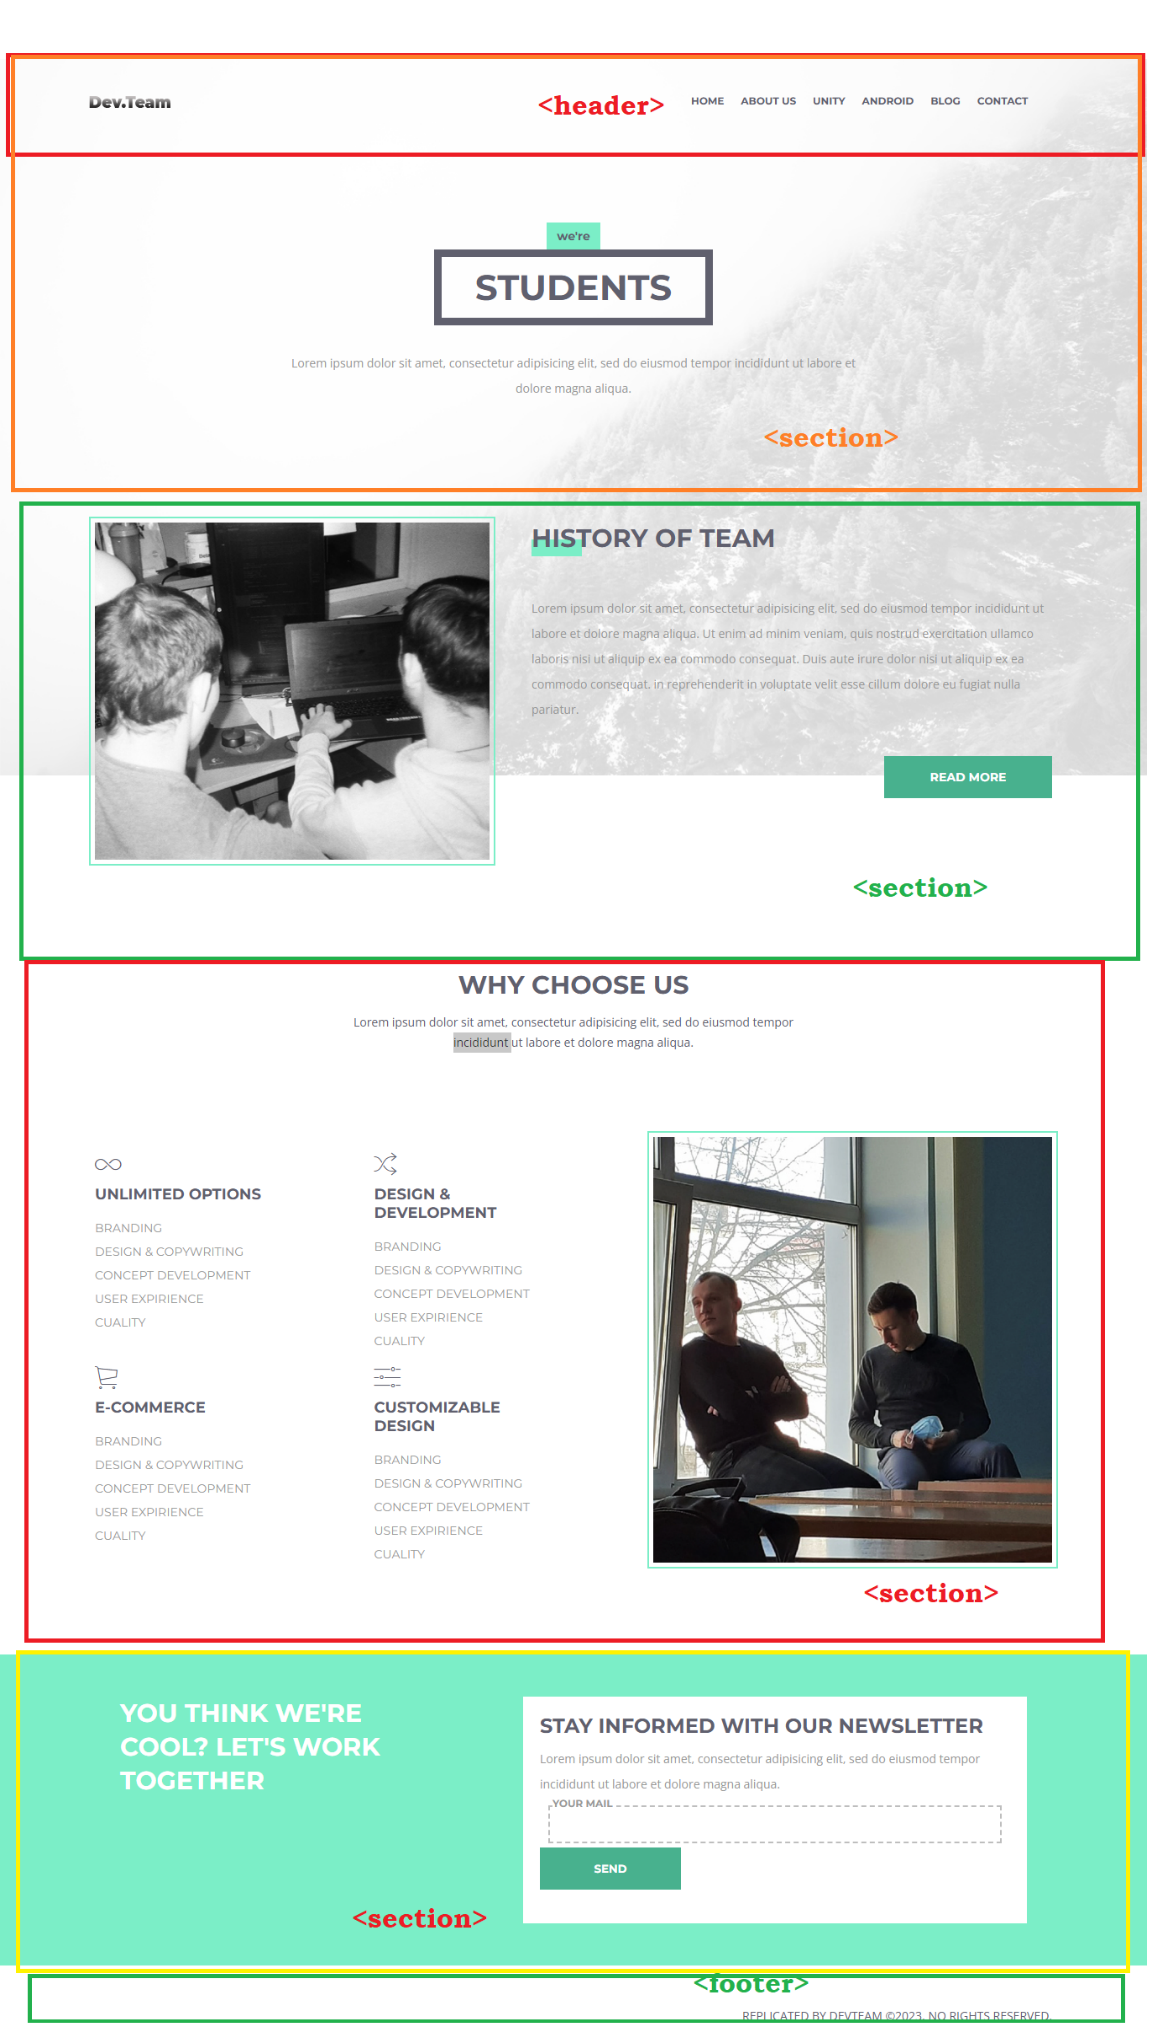 Dev.Team
<header>
HOME ABOUT US UNITY ANDROID BLOG CONTACT
we're
STUDENTS
Lorem ipsum dolor sit amet, consectetur adipisicing elit, sed do eiusmod tempor incididunt ut labore et
dolore magna aliqua.
<section>
HISTORY OF TEAM
Lorem ipsum dolor sit amet, consectetur adipisicing elit, sed do eiusmod tempor incididunt ut
labore et dolore magna aliqua. Ut enim ad minim veniam, quis nostrud exercitation ullamco
laboris nisi ut aliquip ex ea commodo consequat. Duis aute irure dolor nisi ut aliquip ex ea
commodo consequat. in reprehenderit in voluptate velit esse cillum dolore eu fugiat nulla
pariatur.
READ MORE
<section>
WHY CHOOSE US
Lorem ipsum dolor sit amet, consectetur adipisicing elit, sed do eiusmod tempor
incididunt ut labore et dolore magna aliqua.
UNLIMITED OPTIONS
BRANDING
DESIGN & COPYWRITING
CONCEPT DEVELOPMENT
USER EXPIRIENCE
CUALITY
DESIGN &
DEVELOPMENT
BRANDING
DESIGN & COPYWRITING
CONCEPT DEVELOPMENT
USER EXPIRIENCE
CUALITY
E-COMMERCE
BRANDING
DESIGN & COPYWRITING
CONCEPT DEVELOPMENT
USER EXPIRIENCE
CUALITY
CUSTOMIZABLE
DESIGN
BRANDING
DESIGN & COPYWRITING
CONCEPT DEVELOPMENT
USER EXPIRIENCE
CUALITY
<section>
YOU THINK WE'RE
COOL? LET'S WORK
TOGETHER
STAY INFORMED WITH OUR NEWSLETTER
Lorem ipsum dolor sit amet, consectetur adipisicing elit, sed do eiusmod tempor
incididunt ut labore et dolore magna aliqua.
YOUR MAIL
SEND
<section>
<footer>
REPLICATED BY DEVTEAM ©2023. NO RIGHTS RESERVED.